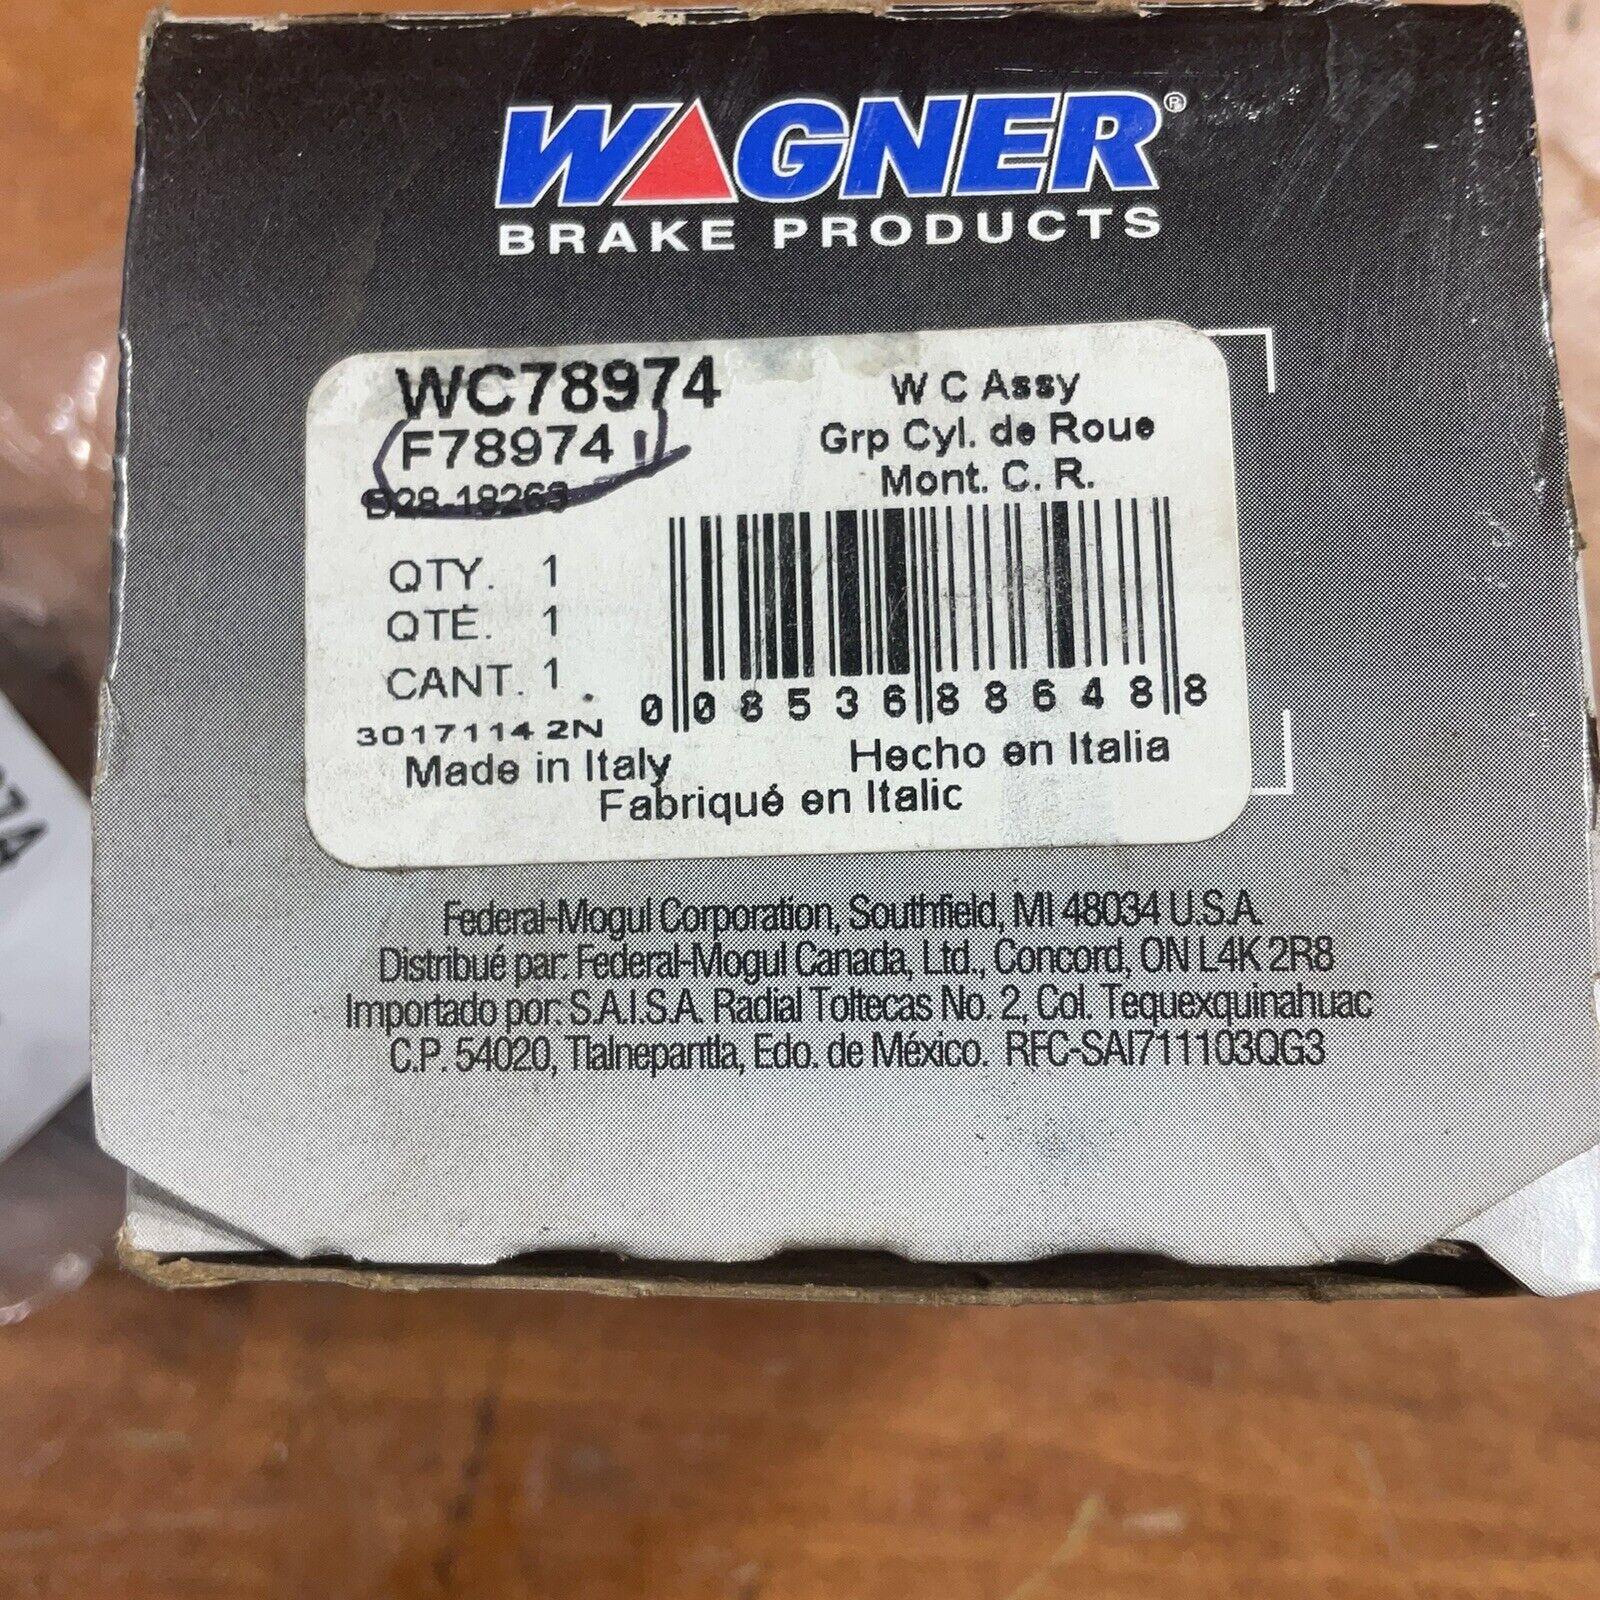 WAGNER®
BRAKE PRODUCTS
WC78974
F78974
B28-18263
W C Assy
Grp Cyl. de Roue
Mont. C. R.
QTY. 1
QTÉ. 1
CANT. 1
3017114 2N
0 08536 88648 8
Made in Italy
Hecho en Italia
Fabriqué en Italic
Federal-Mogul Corporation, Southfield, MI 48034 U.S.A.
Distribué par: Federal-Mogul Canada, Ltd., Concord, ON L4K 2R8
Importado por: S.A.I.S.A. Radial Toltecas No. 2, Col. Tequexquinahuac
C.P. 54020, Tlalnepantla, Edo. de México. RFC-SAI711103QG3